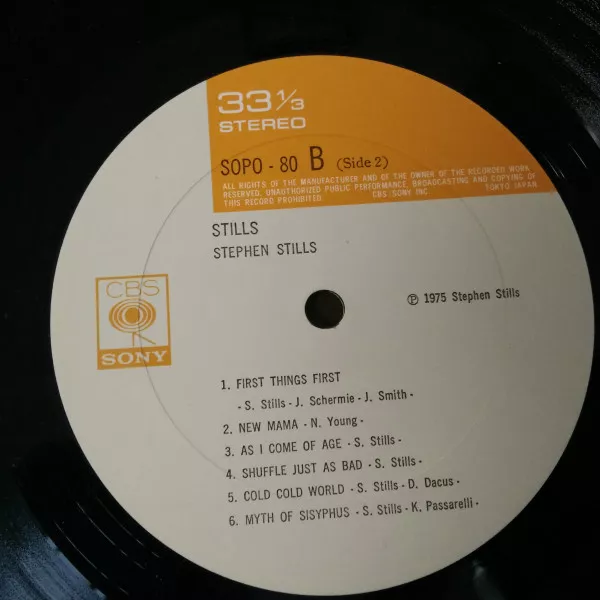 33 1/3
STEREO
SOPO - 80 B (Side 2)
ALL RIGHTS OF THE MANUFACTURER AND OF THE OWNER OF THE RECORDED WORK
RESERVED. UNAUTHORIZED PUBLIC PERFORMANCE, BROADCASTING AND COPYING OF
THIS RECORD PROHIBITED. CBS/SONY INC. TOKYO JAPAN
STILLS
STEPHEN STILLS
CBS
SONY
℗ 1975 Stephen Stills
1. FIRST THINGS FIRST
- S. Stills - J. Schermie - J. Smith -
2. NEW MAMA - N. Young -
3. AS I COME OF AGE - S. Stills -
4. SHUFFLE JUST AS BAD - S. Stills -
5. COLD COLD WORLD - S. Stills - D. Dacus -
6. MYTH OF SISYPHUS - S. Stills - K. Passarelli -